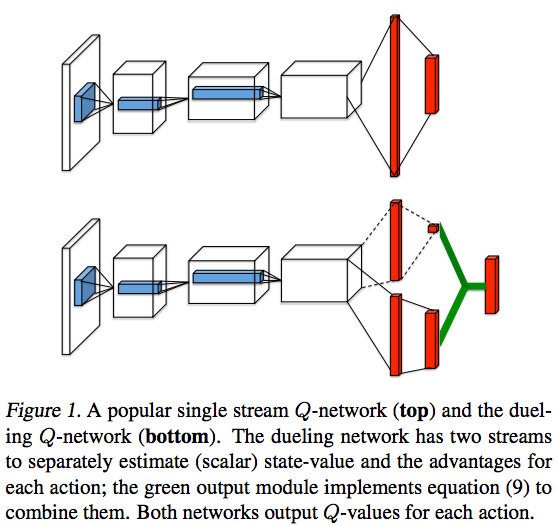 Figure 1. A popular single stream Q-network (top) and the duel-
ing Q-network (bottom). The dueling network has two streams
to separately estimate (scalar) state-value and the advantages for
each action; the green output module implements equation (9) to
combine them. Both networks output Q-values for each action.